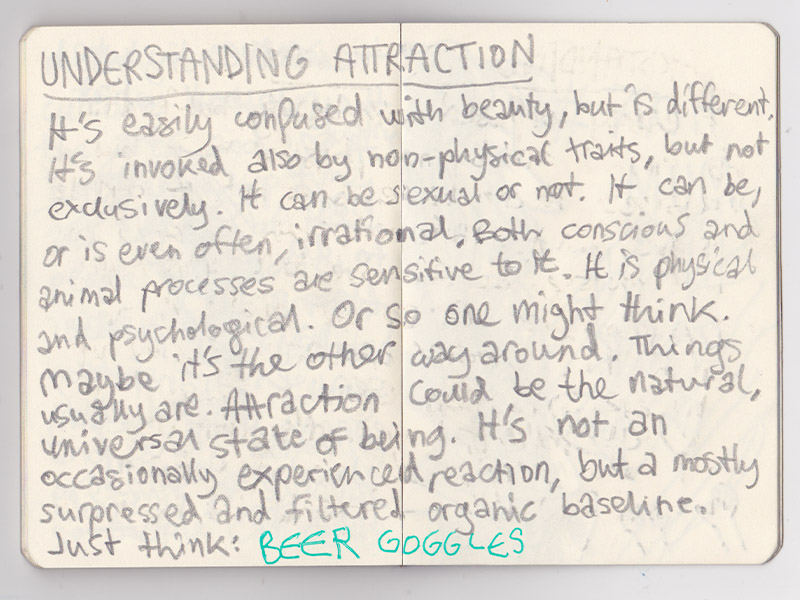 UNDERSTANDING ATTRACTION
It's easily confused with beauty, but is different.
It's invoked also by non-physical traits, but not
exclusively. It can be sexual or not. It can be,
or is even often, irrational. Both conscious and
animal processes are sensitive to it. It is physical
and psychological. Or so one might think.
Maybe it's the other way around. Things
usually are. Attraction could be the natural,
universal state of being. It's not an
occasionally experienced reaction, but a mostly
surpressed and filtered organic baseline.
Just think: BEER GOGGLES